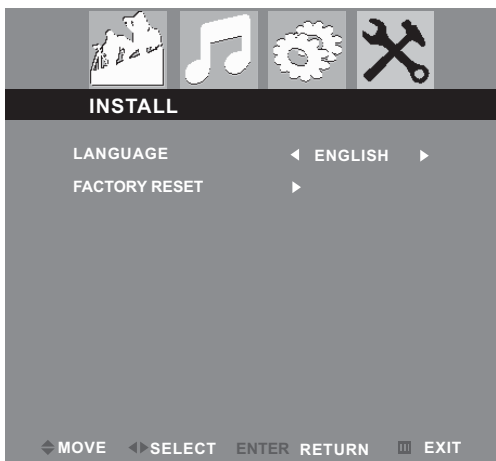 INSTALL
LANGUAGE ENGLISH
FACTORY RESET
MOVE SELECT ENTER RETURN EXIT